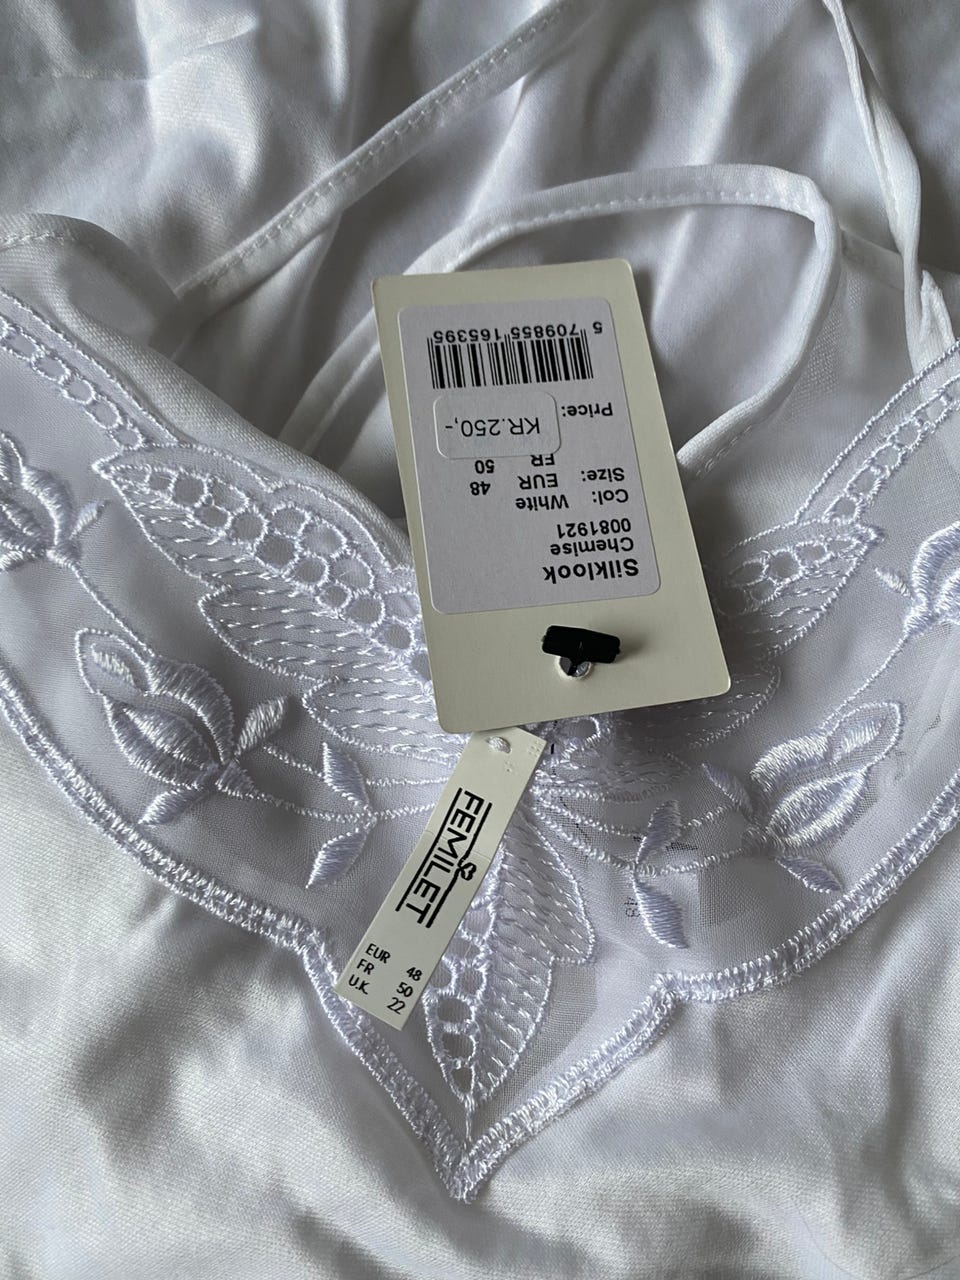 Silklook
Chemise
0081921
Col: White
Size: EUR 48
FR 50
Price: KR.250,-
5 709855 165395
FEMILET
EUR 48
FR 50
U.K. 22